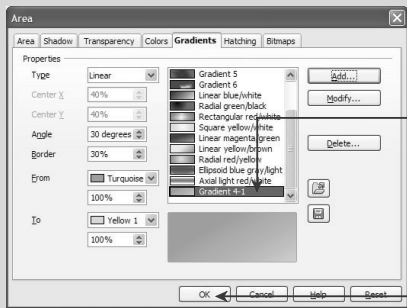 Area
Area Shadow Transparency Colors Gradients Hatching Bitmaps
Properties
Type Linear
Center X 40%
Center Y 40%
Angle 30 degrees
Border 30%
From Turquoise
100%
To Yellow 1
100%
Gradient 5
Gradient 6
Linear blue/white
Radial green/black
Rectangular red/white
Square yellow/white
Linear magenta/green
Linear yellow/brown
Radial red/yellow
Ellipsoid blue gray/light
Axial light red/white
Gradient 4-1
Add...
Modify...
Delete...
OK Cancel Help Reset